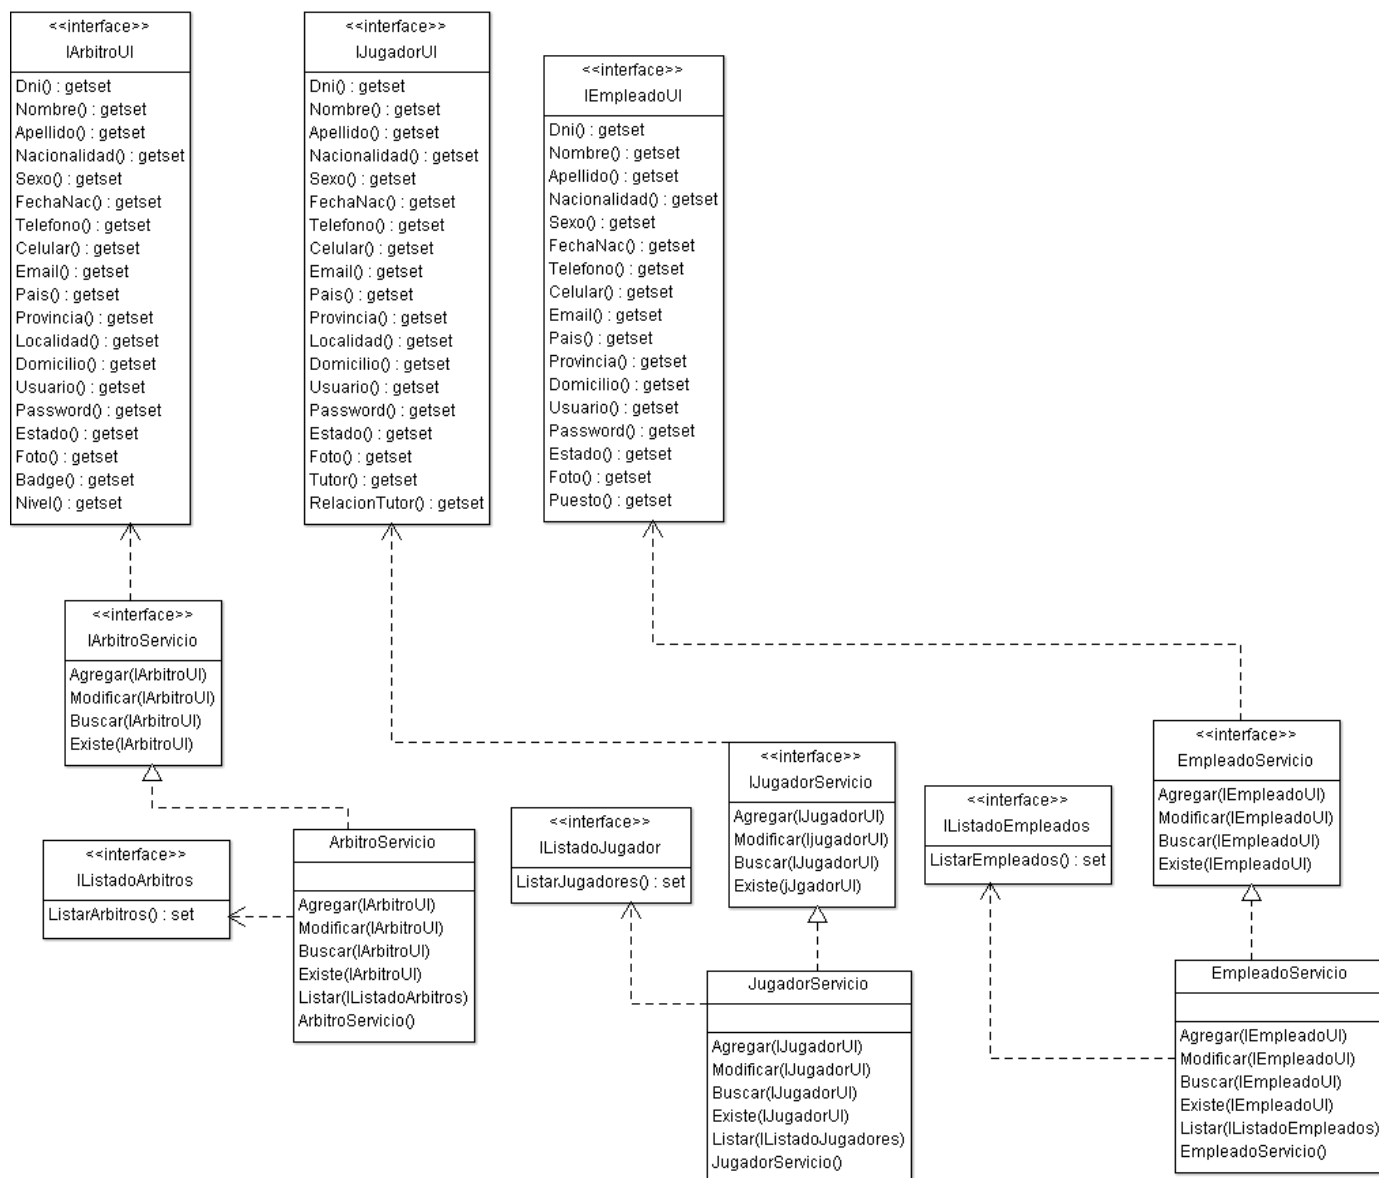 <<interface>>
IArbitroUI
Dni() : getset
Nombre() : getset
Apellido() : getset
Nacionalidad() : getset
Sexo() : getset
FechaNac() : getset
Telefono() : getset
Celular() : getset
Email() : getset
Pais() : getset
Provincia() : getset
Localidad() : getset
Domicilio() : getset
Usuario() : getset
Password() : getset
Estado() : getset
Foto() : getset
Badge() : getset
Nivel() : getset
<<interface>>
IJugadorUI
Dni() : getset
Nombre() : getset
Apellido() : getset
Nacionalidad() : getset
Sexo() : getset
FechaNac() : getset
Telefono() : getset
Celular() : getset
Email() : getset
Pais() : getset
Provincia() : getset
Localidad() : getset
Domicilio() : getset
Usuario() : getset
Password() : getset
Estado() : getset
Foto() : getset
Tutor() : getset
RelacionTutor() : getset
<<interface>>
IEmpleadoUI
Dni() : getset
Nombre() : getset
Apellido() : getset
Nacionalidad() : getset
Sexo() : getset
FechaNac() : getset
Telefono() : getset
Celular() : getset
Email() : getset
Pais() : getset
Provincia() : getset
Domicilio() : getset
Usuario() : getset
Password() : getset
Estado() : getset
Foto() : getset
Puesto() : getset
<<interface>>
IArbitroServicio
Agregar(IArbitroUI)
Modificar(IArbitroUI)
Buscar(IArbitroUI)
Existe(IArbitroUI)
<<interface>>
IListadoArbitros
ListarArbitros() : set
ArbitroServicio
Agregar(IArbitroUI)
Modificar(IArbitroUI)
Buscar(IArbitroUI)
Existe(IArbitroUI)
Listar(IListadoArbitros)
ArbitroServicio()
<<interface>>
IListadoJugador
ListarJugadores() : set
<<interface>>
IJugadorServicio
Agregar(IJugadorUI)
Modificar(IjugadorUI)
Buscar(IJugadorUI)
Existe(jJgadorUI)
JugadorServicio
Agregar(IJugadorUI)
Modificar(IJugadorUI)
Buscar(IJugadorUI)
Existe(IJugadorUI)
Listar(IListadoJugadores)
JugadorServicio()
<<interface>>
IListadoEmpleados
ListarEmpleados() : set
<<interface>>
EmpleadoServicio
Agregar(IEmpleadoUI)
Modificar(IEmpleadoUI)
Buscar(IEmpleadoUI)
Existe(IEmpleadoUI)
EmpleadoServicio
Agregar(IEmpleadoUI)
Modificar(IEmpleadoUI)
Buscar(IEmpleadoUI)
Existe(IEmpleadoUI)
Listar(IListadoEmpleados)
EmpleadoServicio()